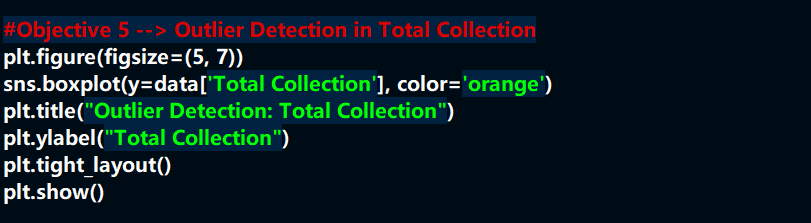 #Objective 5 --> Outlier Detection in Total Collection
plt.figure(figsize=(5, 7))
sns.boxplot(y=data['Total Collection'], color='orange')
plt.title("Outlier Detection: Total Collection")
plt.ylabel("Total Collection")
plt.tight_layout()
plt.show()